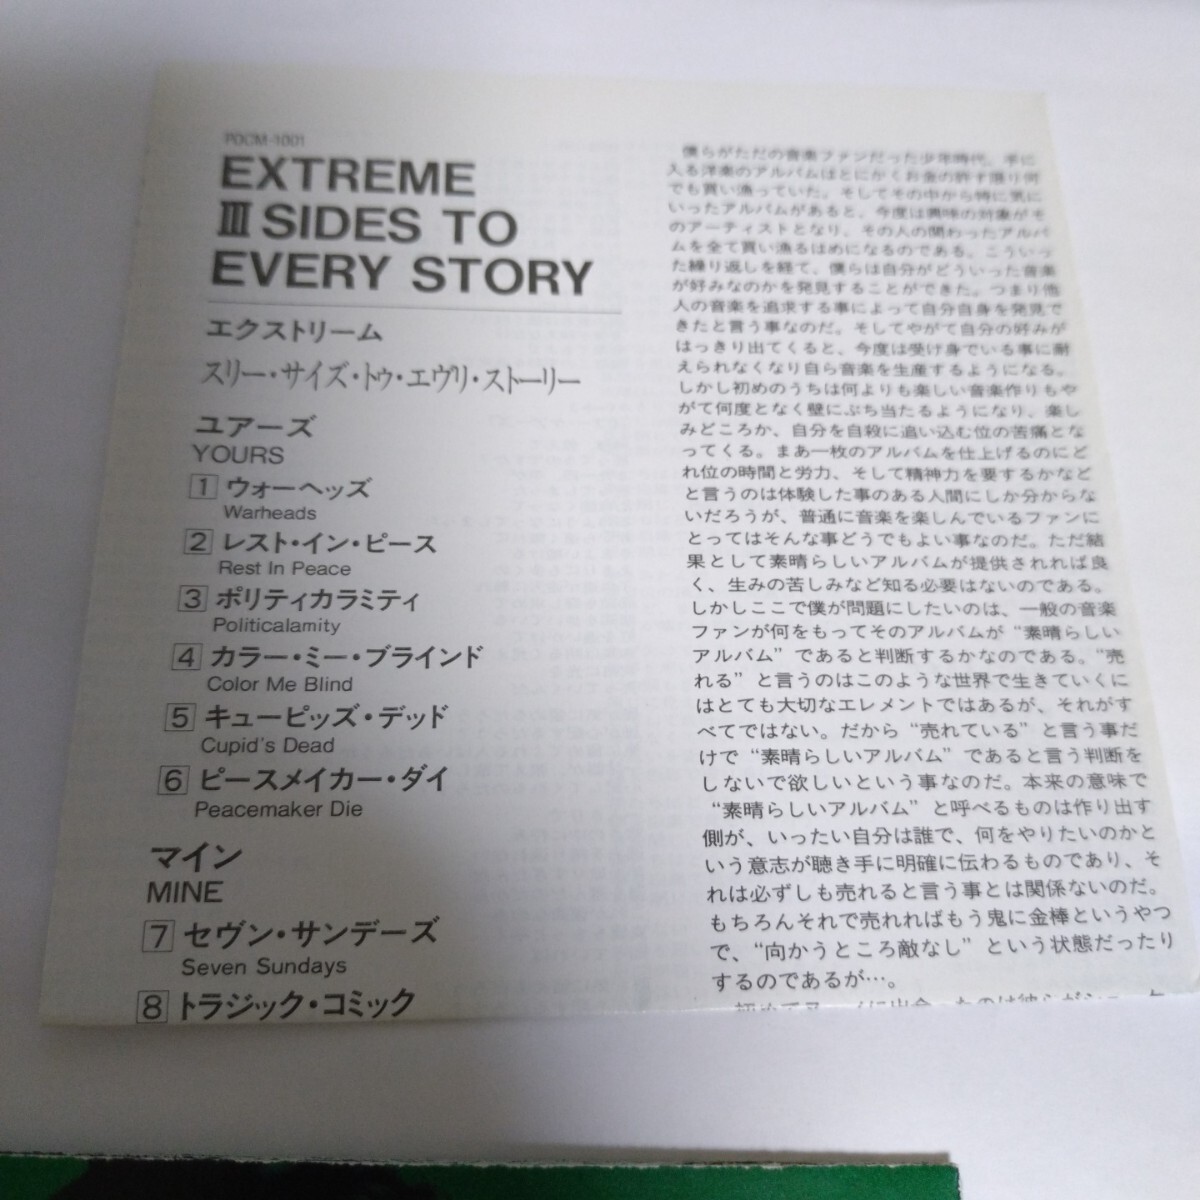 POCM-1001
EXTREME
III SIDES TO
EVERY STORY
エクストリーム
スリー・サイズ・トゥ・エヴリ・ストーリー
ユアーズ
YOURS
1 ウォーヘッズ
Warheads
2 レスト・イン・ピース
Rest In Peace
3 ポリティカラミティ
Politicalamity
4 カラー・ミー・ブラインド
Color Me Blind
5 キューピッズ・デッド
Cupid's Dead
6 ピースメイカー・ダイ
Peacemaker Die
マイン
MINE
7 セヴン・サンデーズ
Seven Sundays
8 トラジック・コミック
僕らがただの音楽ファンだった少年時代、手に
入る洋楽のアルバムはとにかくお金の許す限り何
でも買い漁っていた。そしてその中から特に気に
いったアルバムがあると、今度は興味の対象がそ
のアーティストとなり、その人の関わったアルバ
ムを全て買い漁るはめになるのである。こういっ
た繰り返しを経て、僕らは自分がどういった音楽
が好みなのかを発見することができた。つまり他
人の音楽を追求する事によって自分自身を発見で
きたと言う事なのだ。そしてやがて自分の好みが
はっきり出てくると、今度は受け身でいる事に耐
えられなくなり自ら音楽を生産するようになる。
しかし初めのうちは何よりも楽しい音楽作りもや
がて何度となく壁にぶち当たるようになり、楽し
みどころか、自分を自殺に追い込む位の苦痛とな
ってくる。まあ一枚のアルバムを仕上げるのにど
れ位の時間と労力、そして精神力を要するかなど
と言うのは体験した事のある人間にしか分からな
いだろうが、普通に音楽を楽しんでいるファンに
とってはそんな事どうでもよい事なのだ。ただ結
果として素晴らしいアルバムが提供されれば良
く、生みの苦しみなど知る必要はないのである。
しかしここで僕が問題にしたいのは、一般の音楽
ファンが何をもってそのアルバムが“素晴らしい
アルバム”であると判断するかなのである。“売
れる”と言うのはこのような世界で生きていくに
はとても大切なエレメントではあるが、それがす
べてではない。だから“売れている”と言う事だ
けで“素晴らしいアルバム”であると言う判断を
しないで欲しいという事なのだ。本来の意味で
“素晴らしいアルバム”と呼べるものは作り出す
側が、いったい自分は誰で、何をやりたいのかと
いう意志が聴き手に明確に伝わるものであり、そ
れは必ずしも売れると言う事とは関係ないのだ。
もちろんそれで売れればもう鬼に金棒というやつ
で、“向かうところ敵なし”という状態だったり
するのであるが…。